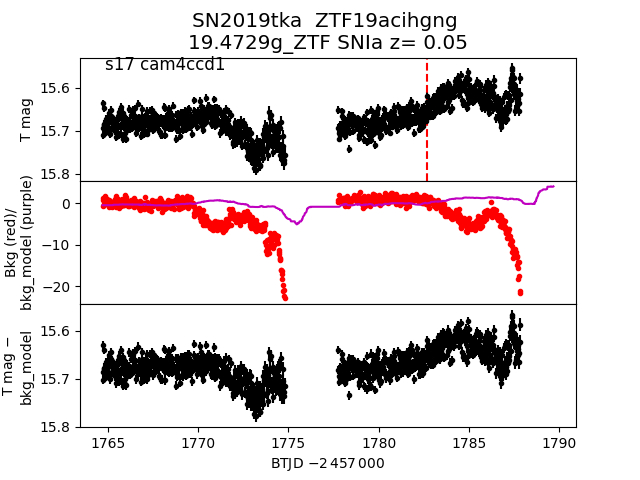 SN2019tka  ZTF19acihgng
19.4729g_ZTF SNIa z= 0.05
s17 cam4ccd1
T mag
15.6
15.7
15.8
Bkg (red)/
bkg_model (purple)
0
−10
−20
T mag −
bkg_model
15.6
15.7
15.8
1765 1770 1775 1780 1785 1790
BTJD −2 457 000